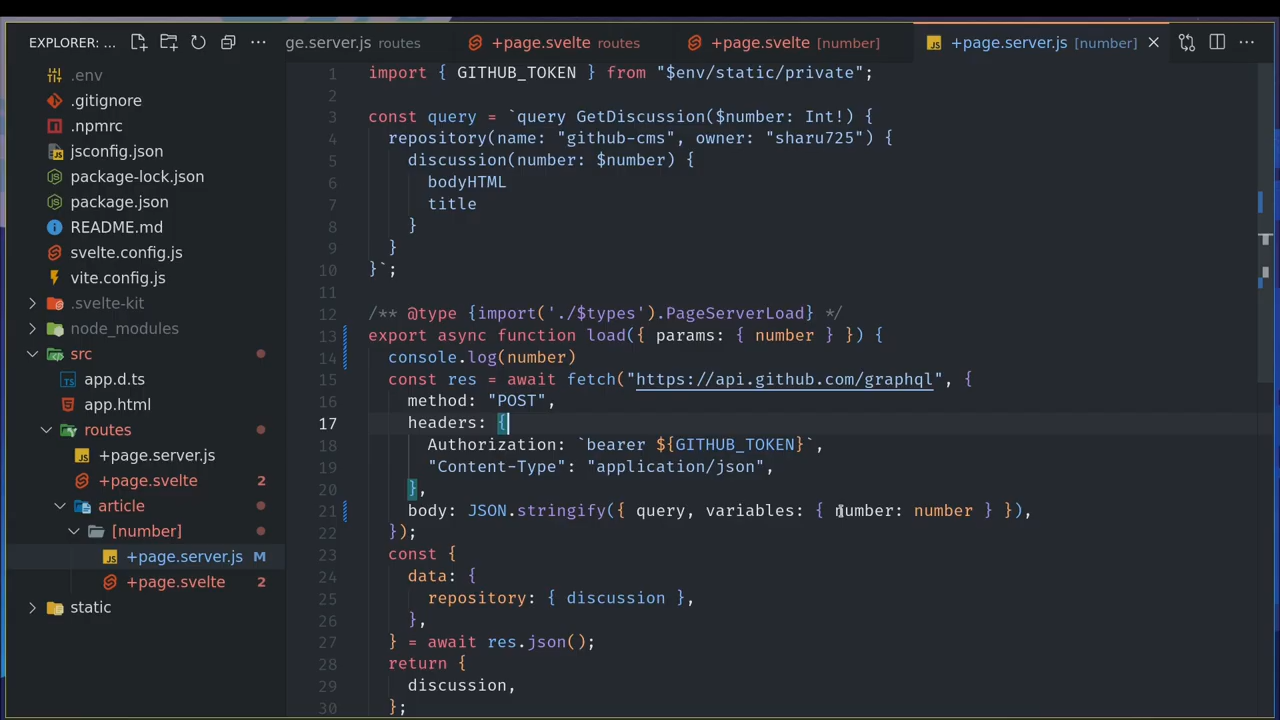 EXPLORER: ...
ge.server.js routes
+page.svelte routes
+page.svelte [number]
+page.server.js [number]
.env
.gitignore
.npmrc
jsconfig.json
package-lock.json
package.json
README.md
svelte.config.js
vite.config.js
.svelte-kit
node_modules
src
app.d.ts
app.html
routes
+page.server.js
+page.svelte 2
article
[number]
+page.server.js M
+page.svelte 2
static
1 import { GITHUB_TOKEN } from "$env/static/private";
2
3 const query = `query GetDiscussion($number: Int!) {
4 repository(name: "github-cms", owner: "sharu725") {
5 discussion(number: $number) {
6 bodyHTML
7 title
8 }
9 }
10 }`;
11
12 /** @type {import('./$types').PageServerLoad} */
13 export async function load({ params: { number } }) {
14 console.log(number)
15 const res = await fetch("https://api.github.com/graphql", {
16 method: "POST",
17 headers: {
18 Authorization: `bearer ${GITHUB_TOKEN}`,
19 "Content-Type": "application/json",
20 },
21 body: JSON.stringify({ query, variables: { number: number } }),
22 });
23 const {
24 data: {
25 repository: { discussion },
26 },
27 } = await res.json();
28 return {
29 discussion,
30 };